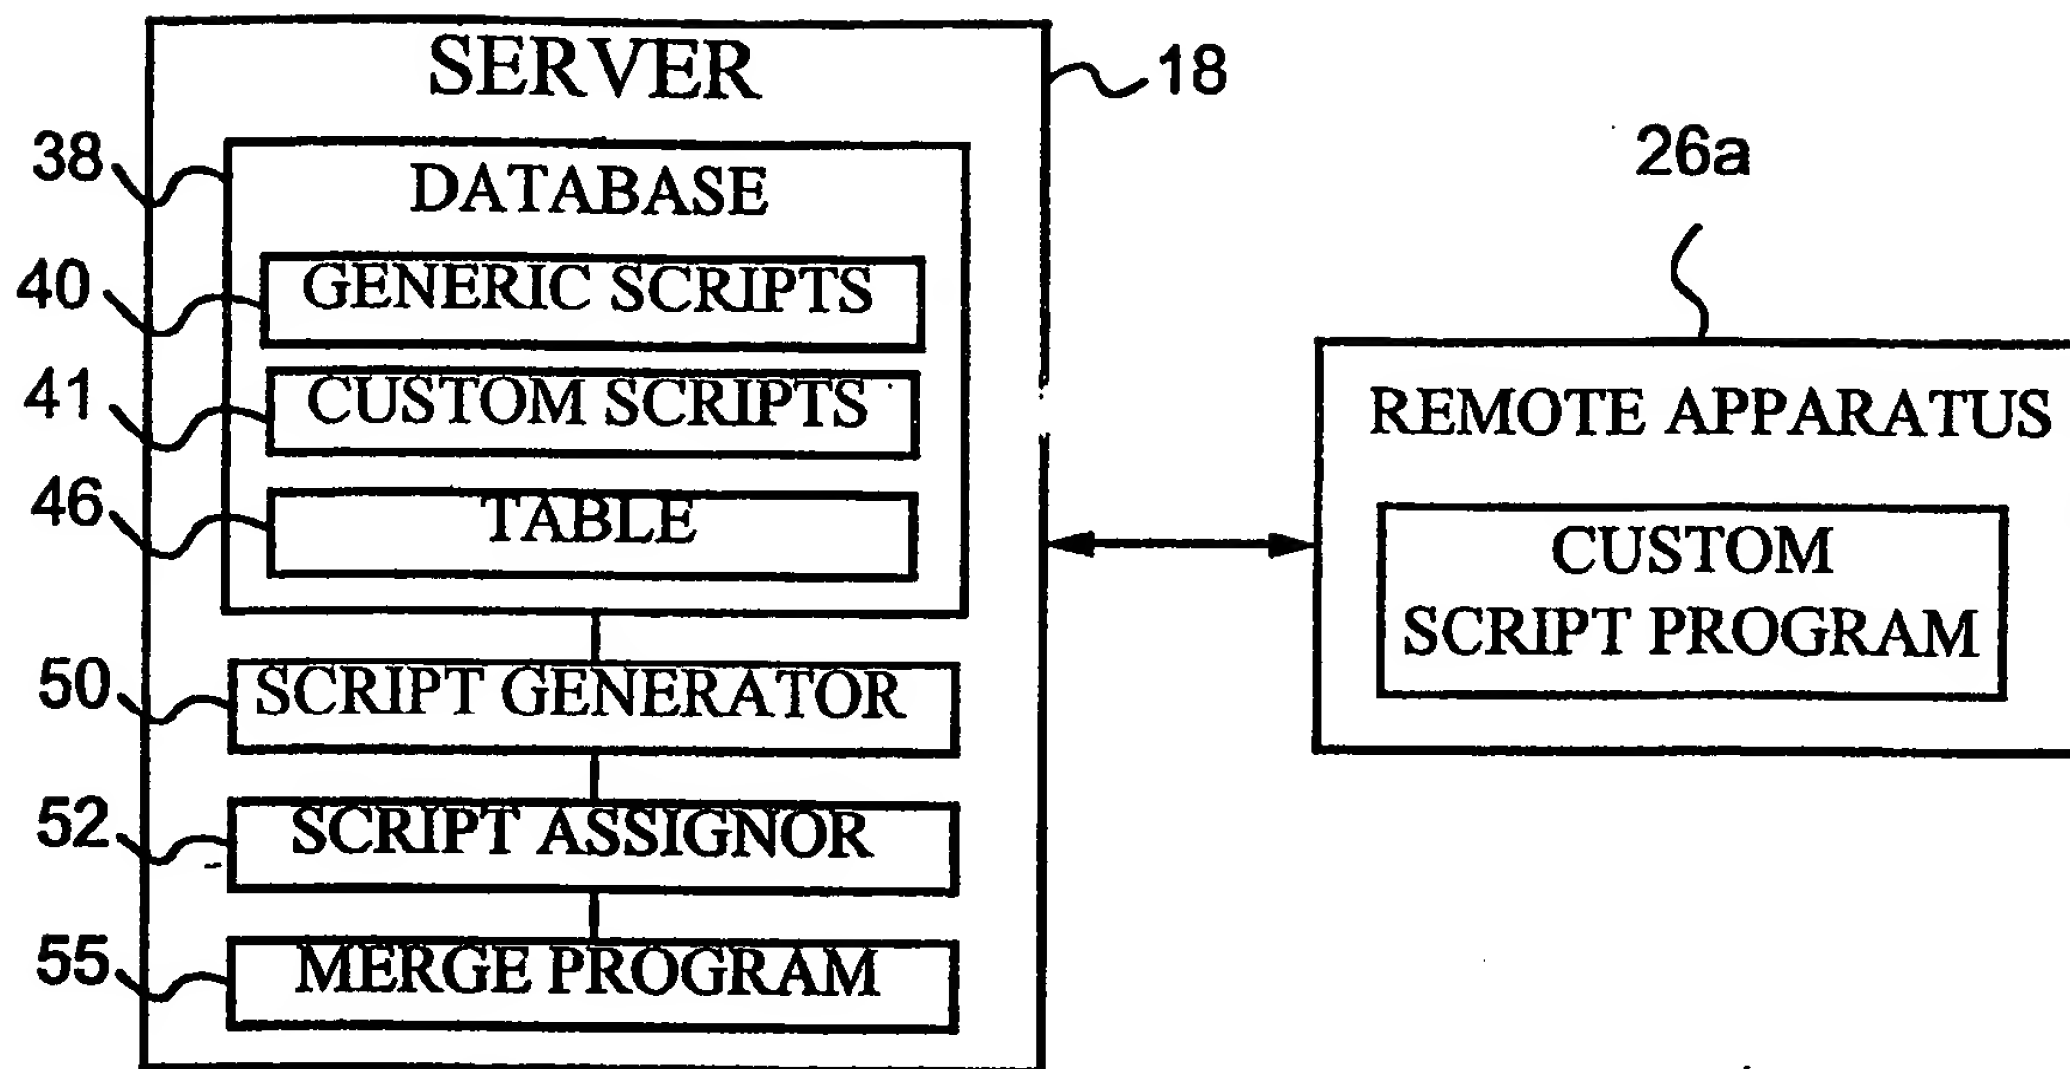 SERVER
18
38
DATABASE
26a
40
GENERIC SCRIPTS
41
CUSTOM SCRIPTS
REMOTE APPARATUS
46
TABLE
CUSTOM
SCRIPT PROGRAM
50
SCRIPT GENERATOR
52
SCRIPT ASSIGNOR
55
MERGE PROGRAM